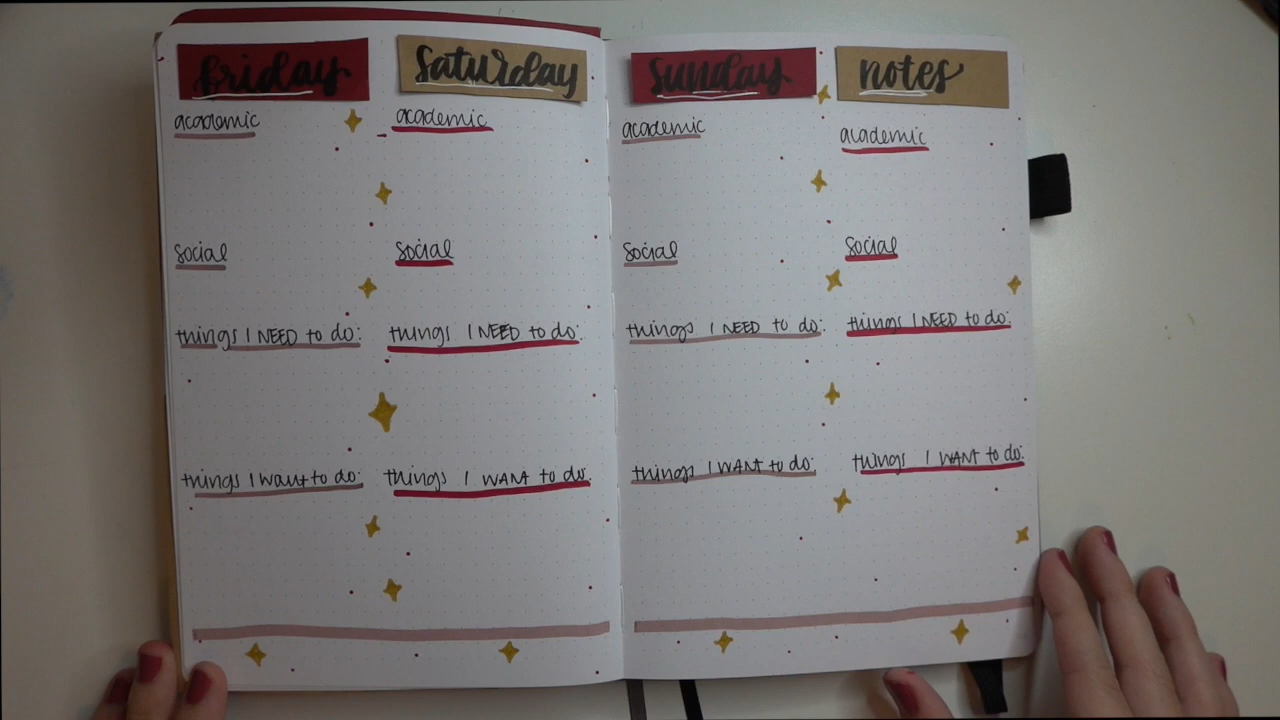 friday
academic
social
things I NEED to do:
things I want to do:
saturday
academic
social
things I NEED to do:
things I WANT to do:
sunday
academic
social
things I NEED to do:
things I WANT to do:
notes
academic
social
things I NEED to do:
things I WANT to do: